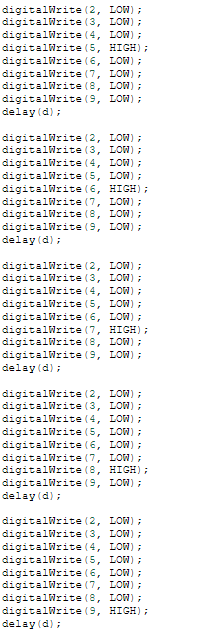 digitalWrite(2, LOW);
digitalWrite(3, LOW);
digitalWrite(4, LOW);
digitalWrite(5, HIGH);
digitalWrite(6, LOW);
digitalWrite(7, LOW);
digitalWrite(8, LOW);
digitalWrite(9, LOW);
delay(d);

digitalWrite(2, LOW);
digitalWrite(3, LOW);
digitalWrite(4, LOW);
digitalWrite(5, LOW);
digitalWrite(6, HIGH);
digitalWrite(7, LOW);
digitalWrite(8, LOW);
digitalWrite(9, LOW);
delay(d);

digitalWrite(2, LOW);
digitalWrite(3, LOW);
digitalWrite(4, LOW);
digitalWrite(5, LOW);
digitalWrite(6, LOW);
digitalWrite(7, HIGH);
digitalWrite(8, LOW);
digitalWrite(9, LOW);
delay(d);

digitalWrite(2, LOW);
digitalWrite(3, LOW);
digitalWrite(4, LOW);
digitalWrite(5, LOW);
digitalWrite(6, LOW);
digitalWrite(7, LOW);
digitalWrite(8, HIGH);
digitalWrite(9, LOW);
delay(d);

digitalWrite(2, LOW);
digitalWrite(3, LOW);
digitalWrite(4, LOW);
digitalWrite(5, LOW);
digitalWrite(6, LOW);
digitalWrite(7, LOW);
digitalWrite(8, LOW);
digitalWrite(9, HIGH);
delay(d);